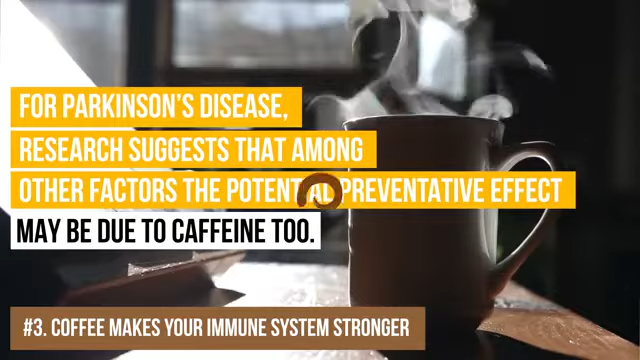 FOR PARKINSON'S DISEASE,
RESEARCH SUGGESTS THAT AMONG
OTHER FACTORS THE POTENTIAL PREVENTATIVE EFFECT
MAY BE DUE TO CAFFEINE TOO.
#3. COFFEE MAKES YOUR IMMUNE SYSTEM STRONGER